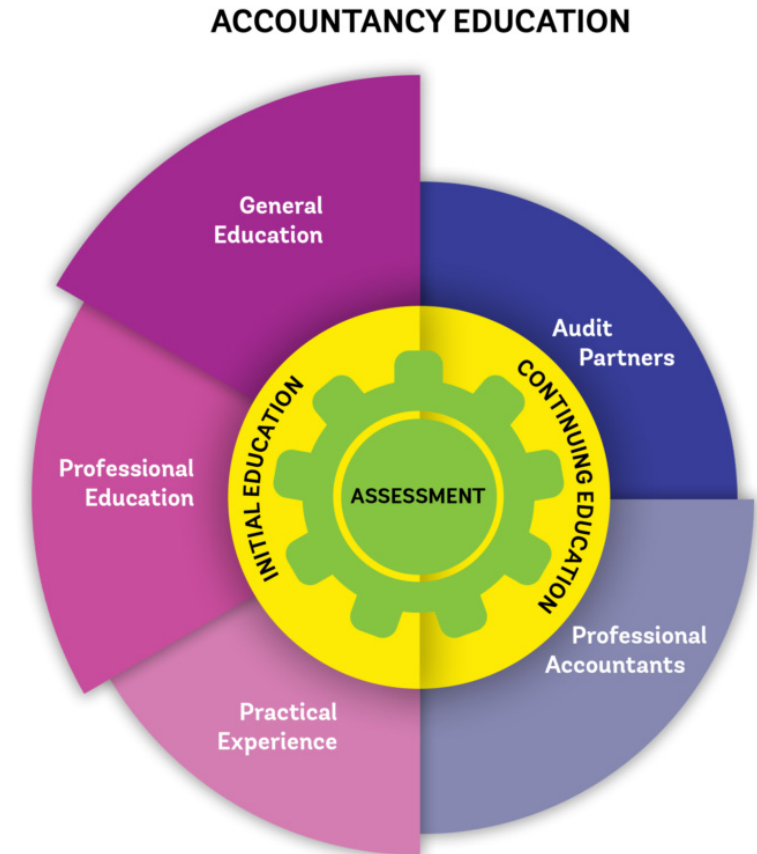 ACCOUNTANCY EDUCATION
General
Education
Audit
Partners
INITIAL EDUCATION
CONTINUING EDUCATION
Professional
Education
ASSESSMENT
Professional
Accountants
Practical
Experience